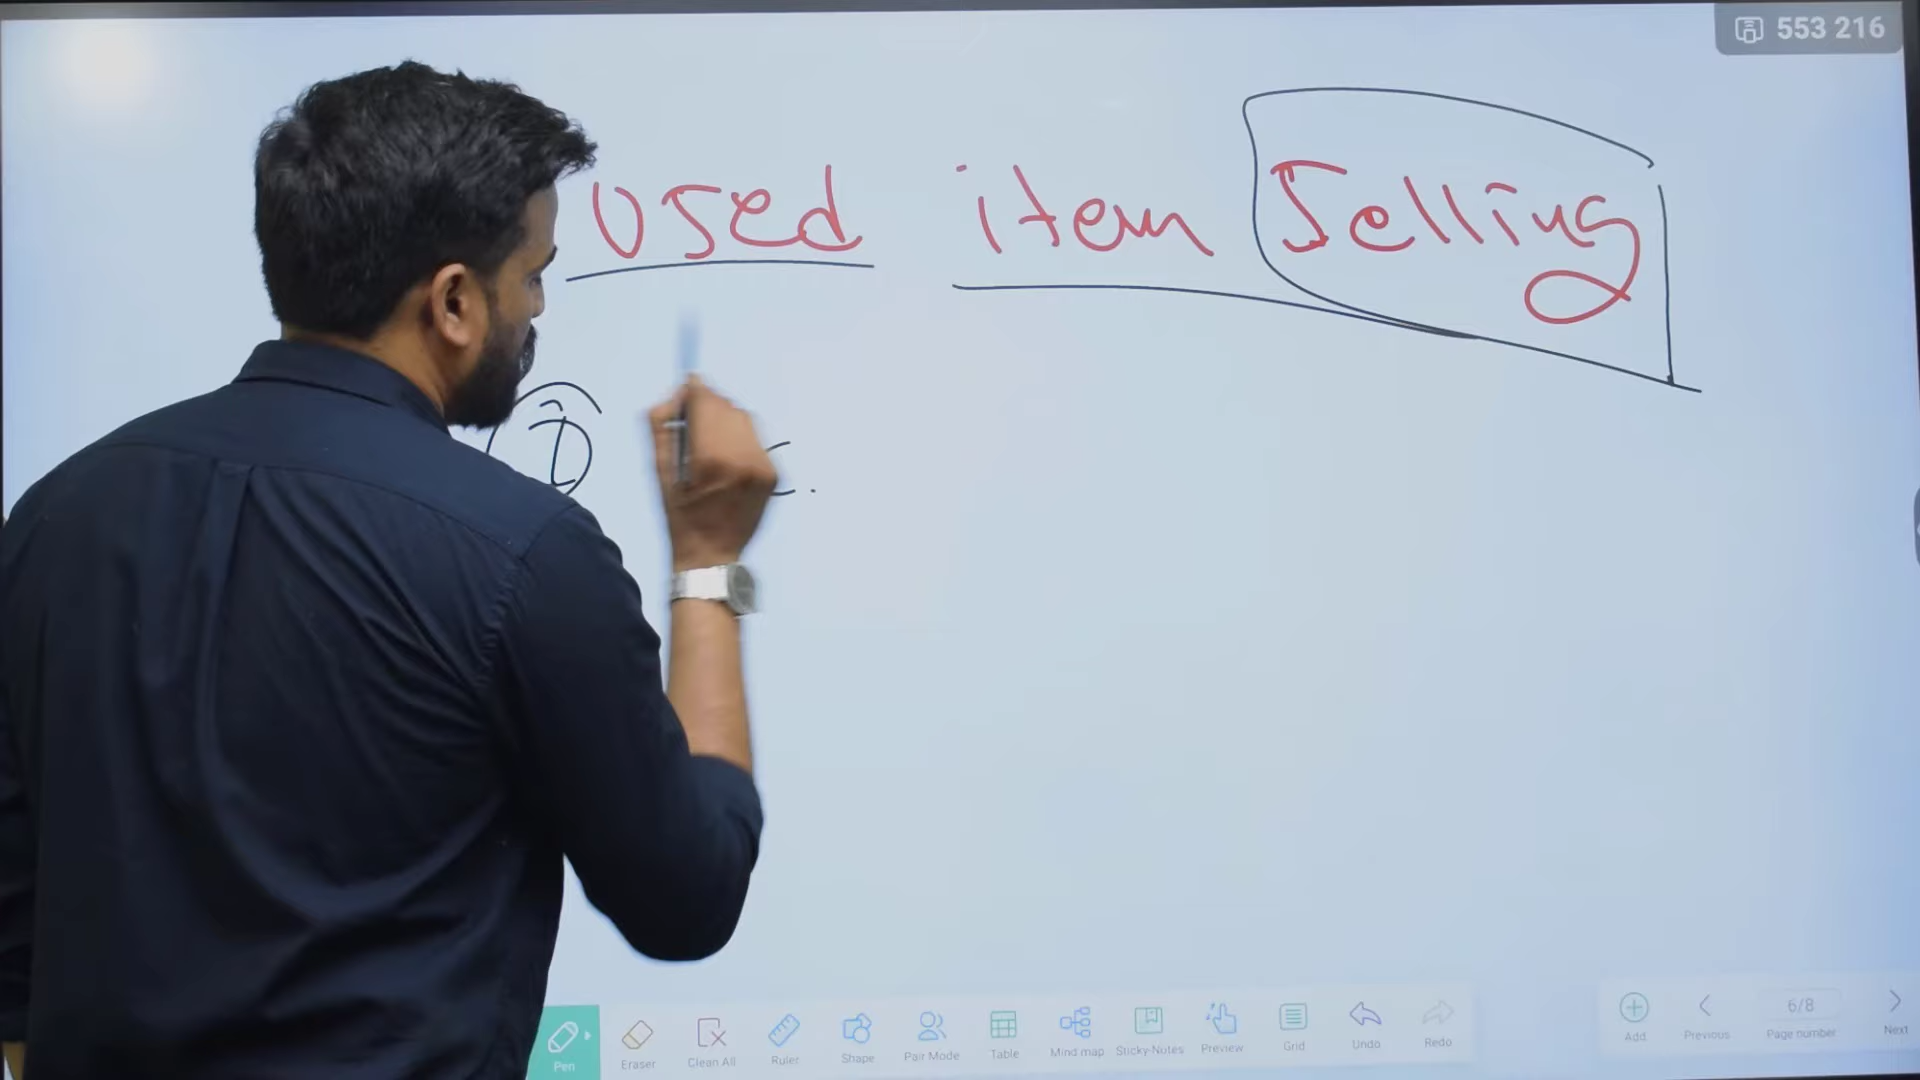 553 216
Used item Selling
①
Pen Eraser Clean All Ruler Shape Pair Mode Table Mind map Sticky-Notes Preview Grid Undo Redo Add Previous 6/8 Page number Next